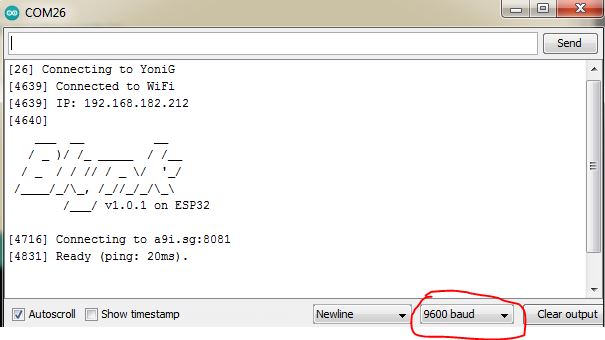 COM26
Send
[26] Connecting to YoniG
[4639] Connected to WiFi
[4639] IP: 192.168.182.212
[4640]
    ___  __          __
   / _ )/ /_ _____  / /__
  / _  / / // / _ \/  '_/
 /____/_/\_, /_//_/_/\_\
        /___/ v1.0.1 on ESP32
[4716] Connecting to a9i.sg:8081
[4831] Ready (ping: 20ms).
Autoscroll Show timestamp Newline 9600 baud Clear output